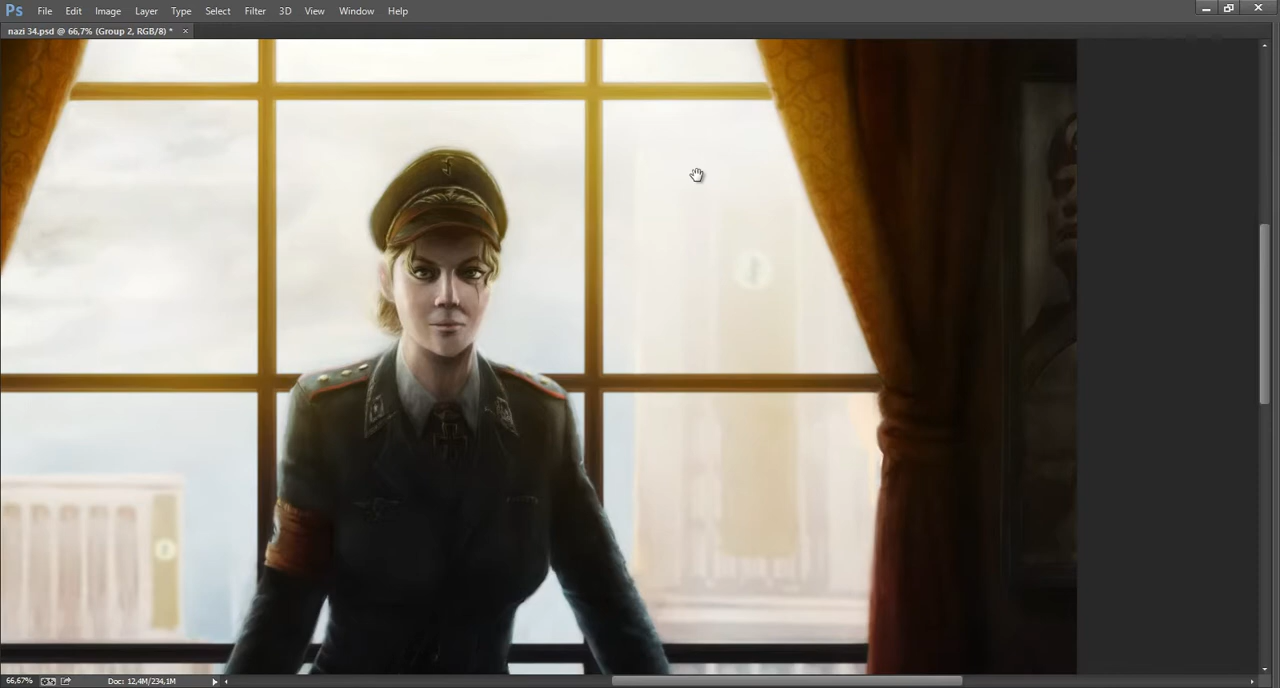 Ps File Edit Image Layer Type Select Filter 3D View Window Help
nazi 34.psd @ 66,7% (Group 2, RGB/8) * ×
66,67% Doc: 12,4M/234,1M